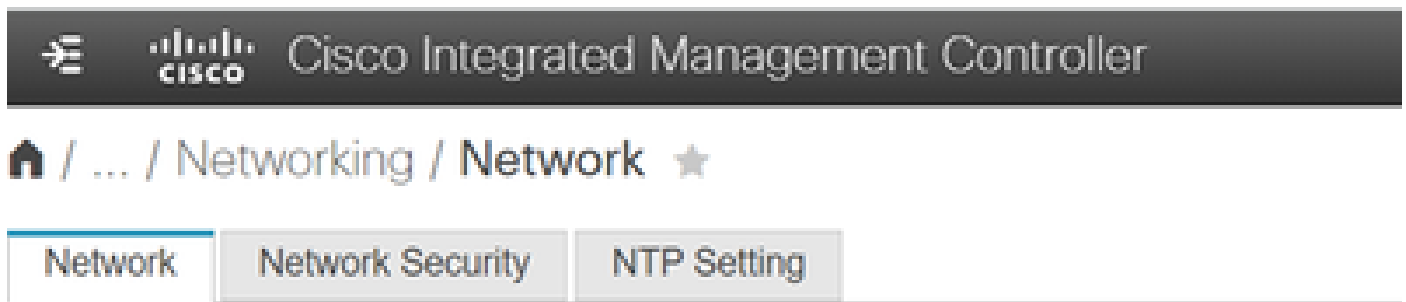 cisco Cisco Integrated Management Controller
/ ... / Networking / Network
Network Network Security NTP Setting